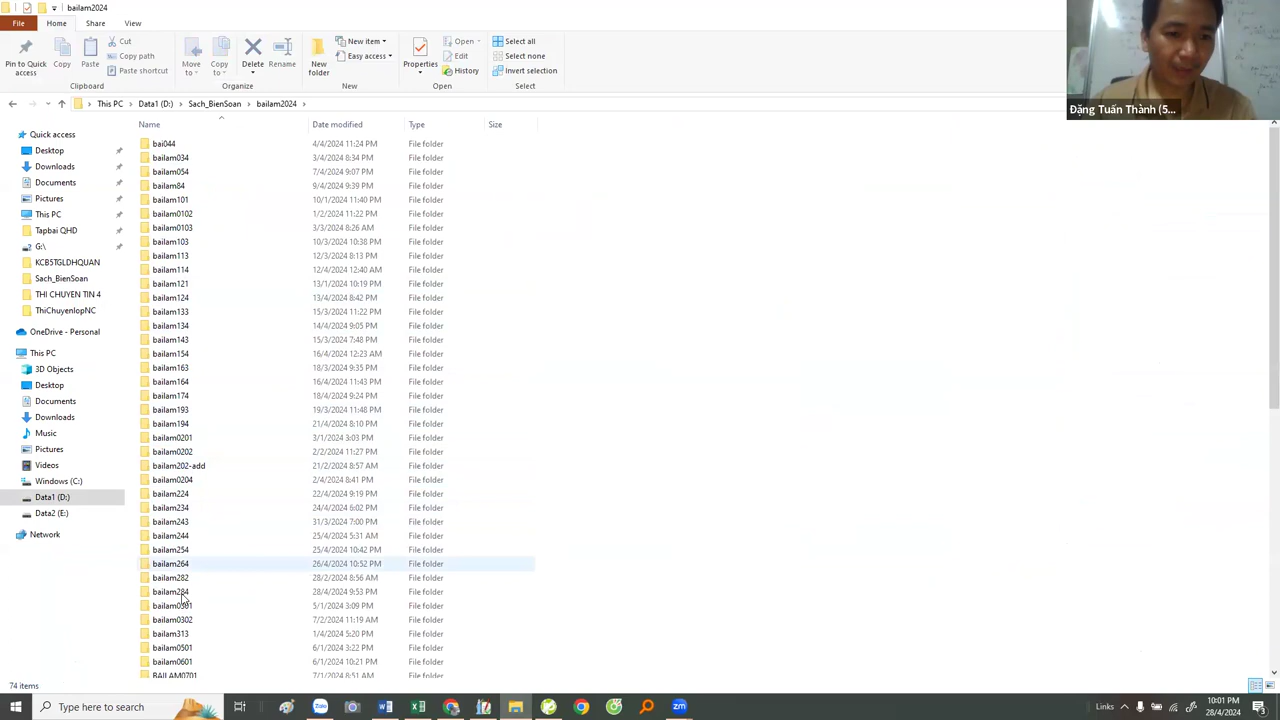 bailam2024
File Home Share View
Pin to Quick access
Copy
Paste
Cut
Copy path
Paste shortcut
Clipboard
Move to
Copy to
Delete
Rename
Organize
New folder
New item
Easy access
New
Properties
Open
Edit
History
Open
Select all
Select none
Invert selection
Select
Đặng Tuấn Thành (5...
This PC Data1 (D:) Sach_BienSoan bailam2024
Name Date modified Type Size
Quick access
Desktop
Downloads
Documents
Pictures
This PC
Tapbai QHD
G:\
KCB5TGLDHQUAN
Sach_BienSoan
THI CHUYEN TIN 4
ThiChuyenlopNC
OneDrive - Personal
This PC
3D Objects
Desktop
Documents
Downloads
Music
Pictures
Videos
Windows (C:)
Data1 (D:)
Data2 (E:)
Network
bai044 4/4/2024 11:24 PM File folder
bailam034 3/4/2024 8:34 PM File folder
bailam054 7/4/2024 9:07 PM File folder
bailam84 9/4/2024 9:39 PM File folder
bailam101 10/1/2024 11:40 PM File folder
bailam0102 1/2/2024 11:22 PM File folder
bailam0103 3/3/2024 8:26 AM File folder
bailam103 10/3/2024 10:38 PM File folder
bailam113 12/3/2024 8:13 PM File folder
bailam114 12/4/2024 12:40 AM File folder
bailam121 13/1/2024 10:19 PM File folder
bailam124 13/4/2024 8:42 PM File folder
bailam133 15/3/2024 11:22 PM File folder
bailam134 14/4/2024 9:05 PM File folder
bailam143 15/3/2024 7:48 PM File folder
bailam154 16/4/2024 12:23 AM File folder
bailam163 18/3/2024 9:35 PM File folder
bailam164 16/4/2024 11:43 PM File folder
bailam174 18/4/2024 9:24 PM File folder
bailam193 19/3/2024 11:48 PM File folder
bailam194 21/4/2024 8:10 PM File folder
bailam0201 3/1/2024 3:03 PM File folder
bailam0202 2/2/2024 11:27 PM File folder
bailam202-add 21/2/2024 8:57 AM File folder
bailam0204 2/4/2024 8:41 PM File folder
bailam224 22/4/2024 9:19 PM File folder
bailam234 24/4/2024 6:02 PM File folder
bailam243 31/3/2024 7:00 PM File folder
bailam244 25/4/2024 5:31 AM File folder
bailam254 25/4/2024 10:42 PM File folder
bailam264 26/4/2024 10:52 PM File folder
bailam282 28/2/2024 8:56 AM File folder
bailam284 28/4/2024 9:53 PM File folder
bailam0301 5/1/2024 3:09 PM File folder
bailam0302 7/2/2024 11:19 AM File folder
bailam313 1/4/2024 5:20 PM File folder
bailam0501 6/1/2024 3:22 PM File folder
bailam0601 6/1/2024 10:21 PM File folder
BAILAM0701 7/1/2024 8:51 AM File folder
74 items
Type here to search
Zalo
zm
Links
10:01 PM
28/4/2024
3